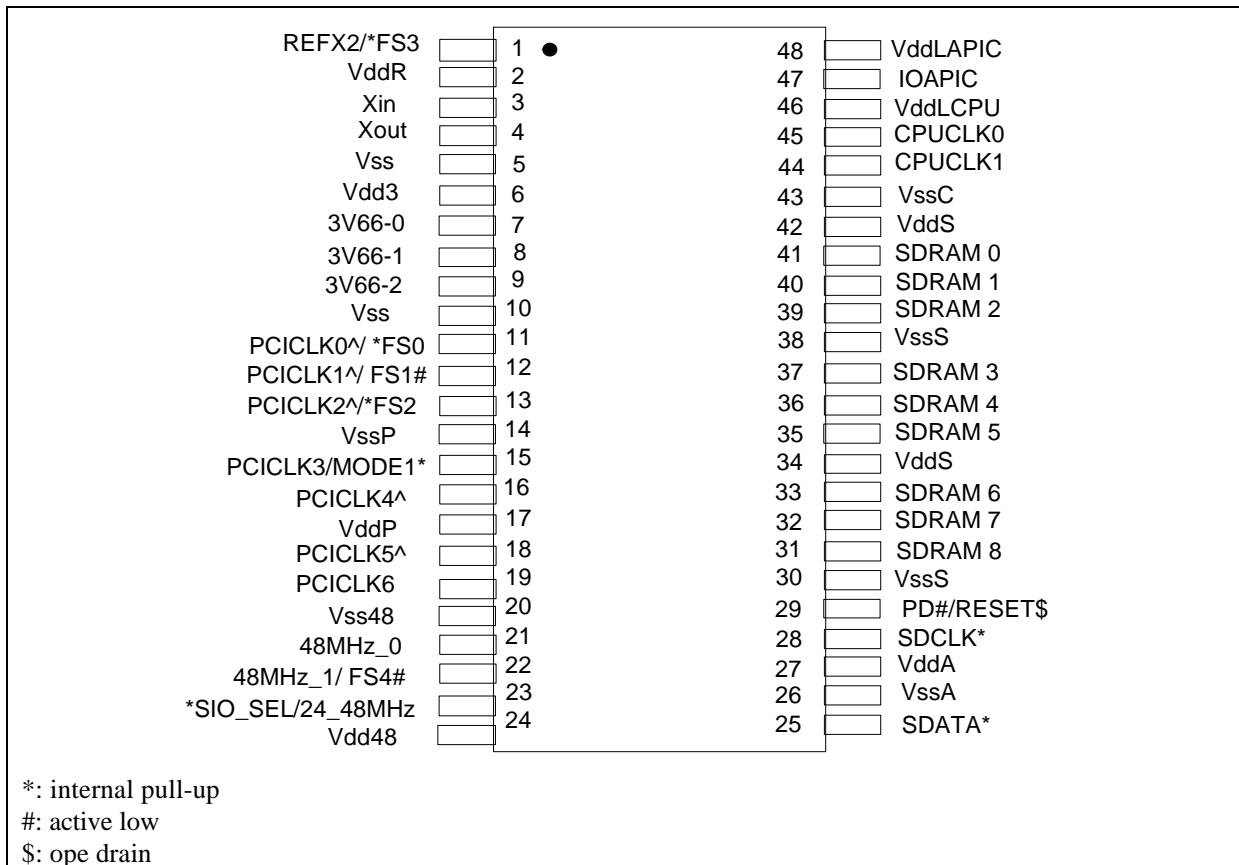 REFX2/*FS3 1 48 VddLAPIC
VddR 2 47 IOAPIC
Xin 3 46 VddLCPU
Xout 4 45 CPUCLK0
Vss 5 44 CPUCLK1
Vdd3 6 43 VssC
3V66-0 7 42 VddS
3V66-1 8 41 SDRAM 0
3V66-2 9 40 SDRAM 1
Vss 10 39 SDRAM 2
PCICLK0^/ *FS0 11 38 VssS
PCICLK1^/ FS1# 12 37 SDRAM 3
PCICLK2^/*FS2 13 36 SDRAM 4
VssP 14 35 SDRAM 5
PCICLK3/MODE1* 15 34 VddS
PCICLK4^ 16 33 SDRAM 6
VddP 17 32 SDRAM 7
PCICLK5^ 18 31 SDRAM 8
PCICLK6 19 30 VssS
Vss48 20 29 PD#/RESET$
48MHz_0 21 28 SDCLK*
48MHz_1/ FS4# 22 27 VddA
*SIO_SEL/24_48MHz 23 26 VssA
Vdd48 24 25 SDATA*
*: internal pull-up
#: active low
$: ope drain